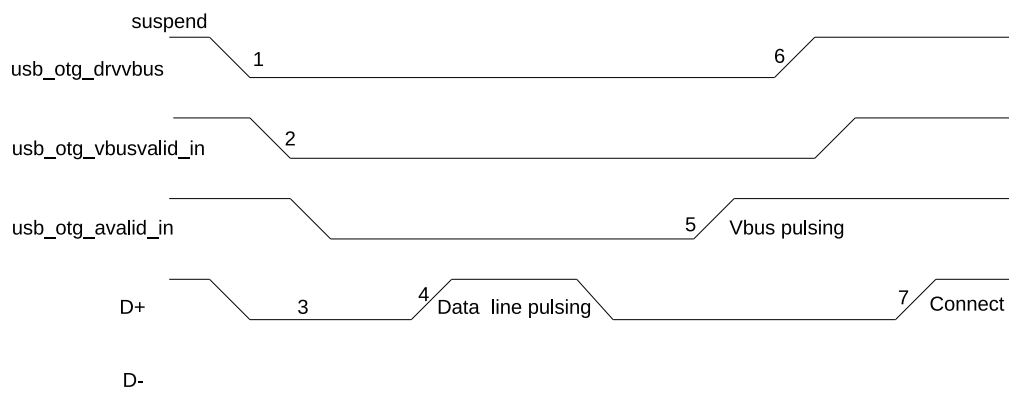 suspend
1
6
usb_otg_drvvbus
2
usb_otg_vbusvalid_in
5
usb_otg_avalid_in
Vbus pulsing
4
7
D+
3
Data line pulsing
Connect
D-